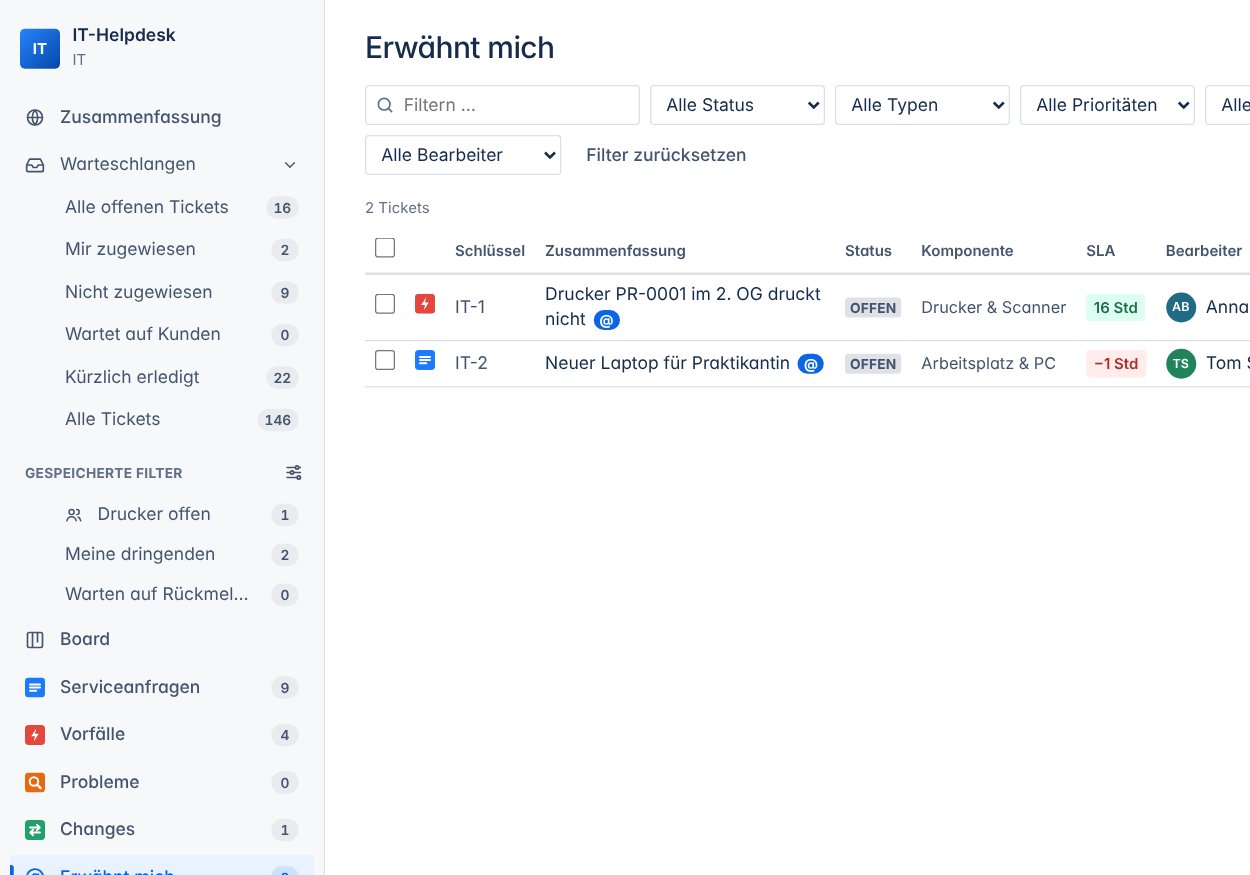 IT
IT-Helpdesk
IT
Zusammenfassung
Warteschlangen
Alle offenen Tickets 16
Mir zugewiesen 2
Nicht zugewiesen 9
Wartet auf Kunden 0
Kürzlich erledigt 22
Alle Tickets 146
GESPEICHERTE FILTER
Drucker offen 1
Meine dringenden 2
Warten auf Rückmel... 0
Board
Serviceanfragen 9
Vorfälle 4
Probleme 0
Changes 1
Erwähnt mich
Erwähnt mich
Filtern ... Alle Status Alle Typen Alle Prioritäten Alle
Alle Bearbeiter Filter zurücksetzen
2 Tickets
Schlüssel Zusammenfassung Status Komponente SLA Bearbeiter
IT-1 Drucker PR-0001 im 2. OG druckt
nicht @ OFFEN Drucker & Scanner 16 Std AB Anna
IT-2 Neuer Laptop für Praktikantin @ OFFEN Arbeitsplatz & PC −1 Std TS Tom